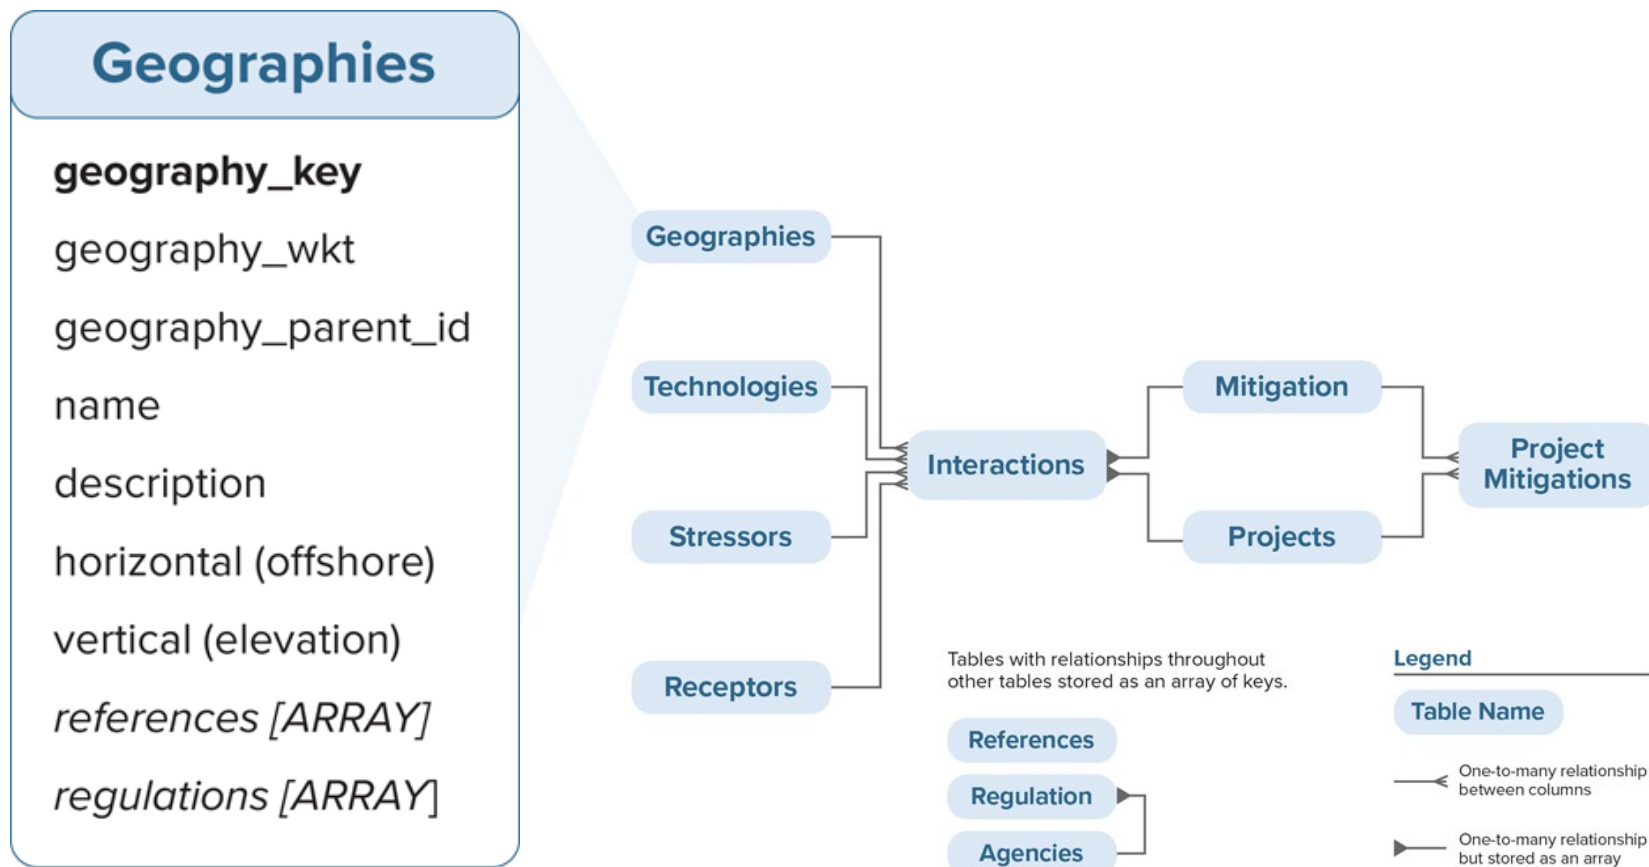 Geographies
geography_key
geography_wkt
geography_parent_id
name
description
horizontal (offshore)
vertical (elevation)
references [ARRAY]
regulations [ARRAY]
Geographies
Technologies
Stressors
Receptors
Interactions
Mitigation
Projects
Project
Mitigations
Tables with relationships throughout
other tables stored as an array of keys.
References
Regulation
Agencies
Legend
Table Name
One-to-many relationship
between columns
One-to-many relationship
but stored as an array